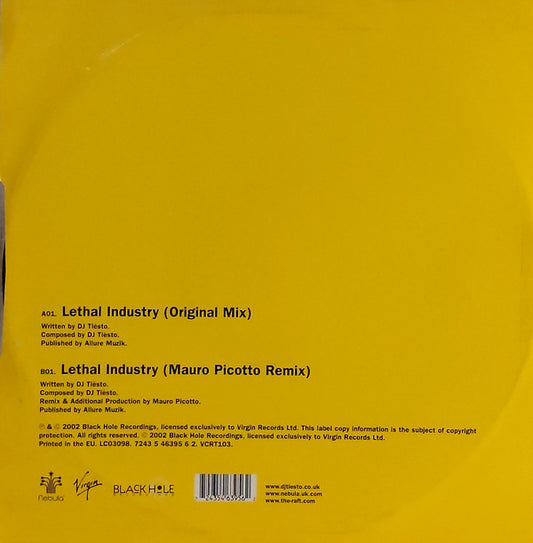 A01. Lethal Industry (Original Mix)
Written by DJ Tiësto.
Composed by DJ Tiësto.
Published by Allure Muzik.
B01. Lethal Industry (Mauro Picotto Remix)
Written by DJ Tiësto.
Composed by DJ Tiësto.
Remix & Additional Production by Mauro Picotto.
Published by Allure Muzik.
℗ & © 2002 Black Hole Recordings, licensed exclusively to Virgin Records Ltd. This label copy information is the subject of copyright
protection. All rights reserved. © 2002 Black Hole Recordings, licensed exclusively to Virgin Records Ltd.
Printed in the EU. LC03098. 7243 5 46395 6 2. VCRT103.
nebula
Virgin
BLACK HOLE
www.djtiesto.co.uk
www.nebula.uk.com
www.the-raft.com